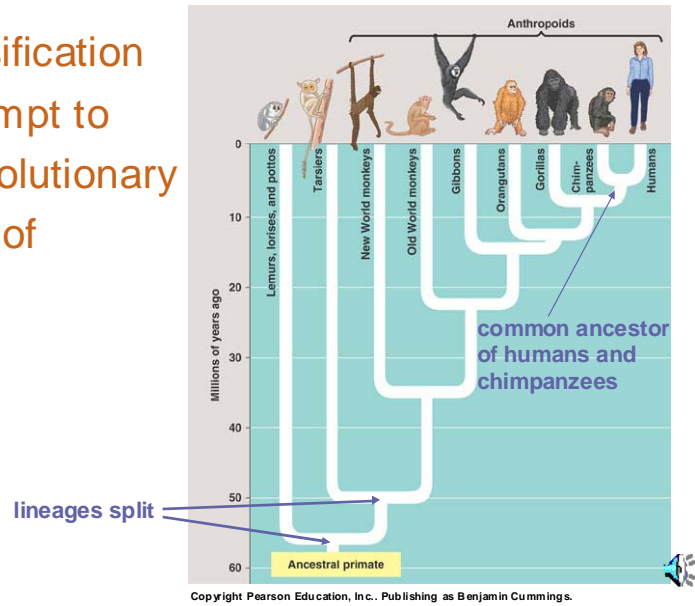 sification
mpt to
olutionary
of
Anthropoids
Lemurs, lorises, and pottos
Tarsiers
New World monkeys
Old World monkeys
Gibbons
Orangutans
Gorillas
Chim-
panzees
Humans
Millions of years ago
0
10
20
30
40
50
60
common ancestor
of humans and
chimpanzees
lineages split
Ancestral primate
Copyright Pearson Education, Inc.. Publishing as Benjamin Cummings.